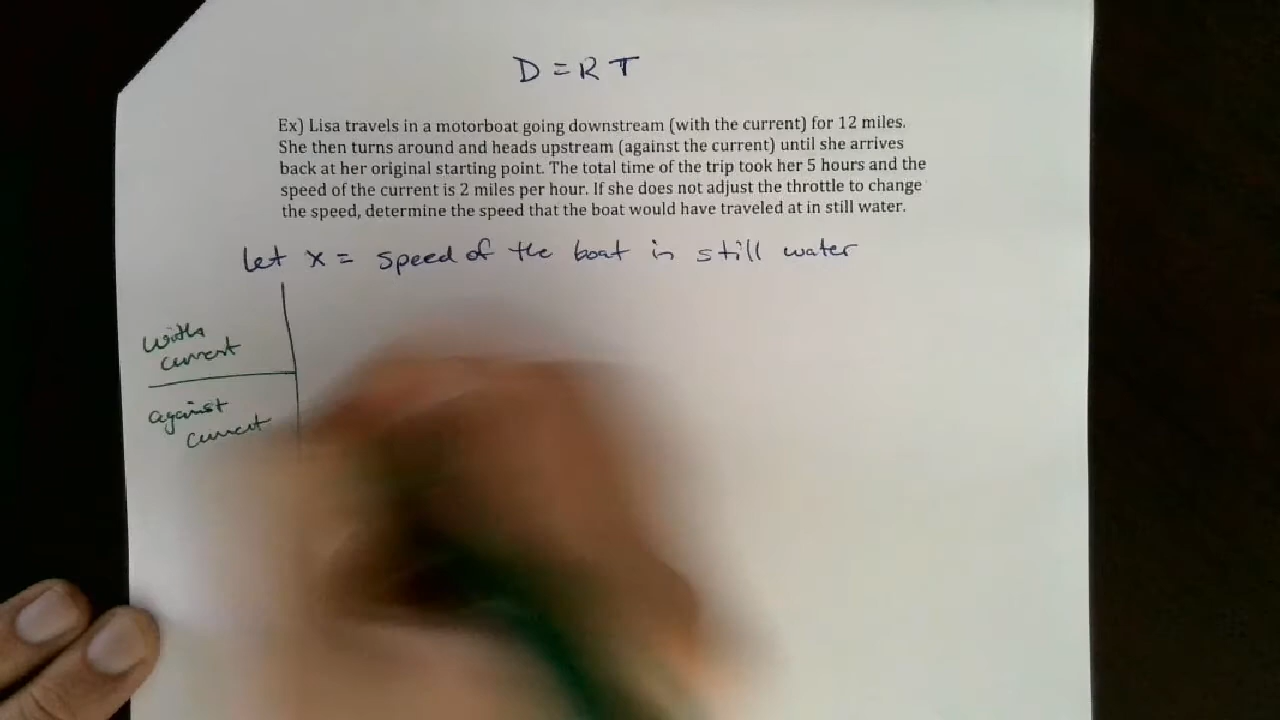 D = RT
Ex) Lisa travels in a motorboat going downstream (with the current) for 12 miles.
She then turns around and heads upstream (against the current) until she arrives
back at her original starting point. The total time of the trip took her 5 hours and the
speed of the current is 2 miles per hour. If she does not adjust the throttle to change
the speed, determine the speed that the boat would have traveled at in still water.
Let x = speed of the boat in still water
with
current
against
current